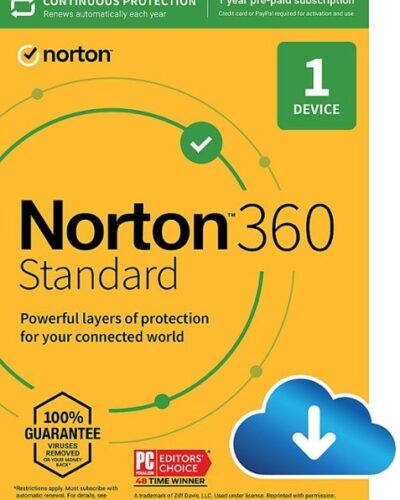 CONTINUOUS PROTECTION
Renews automatically each year
1 year pre-paid subscription
Credit card or PayPal required for activation and use
norton
1
DEVICE
Norton™ 360
Standard
Powerful layers of protection
for your connected world
100%
GUARANTEE
VIRUSES
REMOVED
OR YOUR MONEY
BACK*
PC
EDITORS'
CHOICE
48 TIME WINNER
*Restrictions apply. Must subscribe with
automatic renewal. For details, see
A trademark of Ziff Davis, LLC. Used under license. Reprinted with permission.